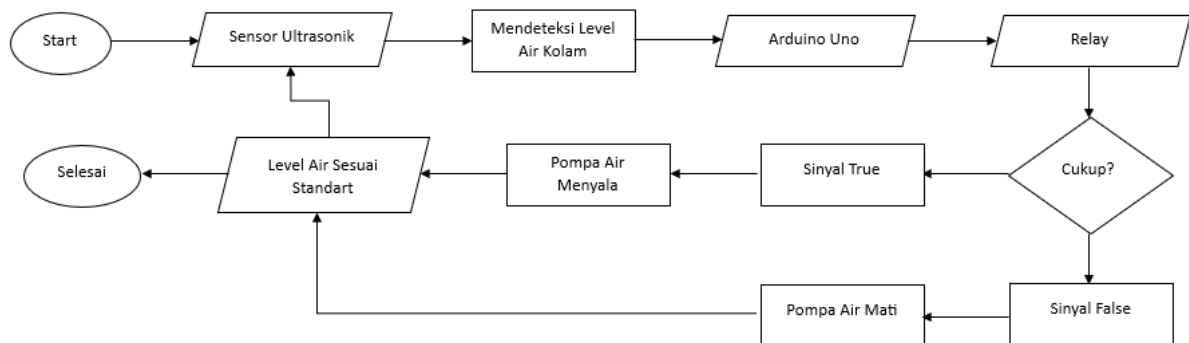 Start
Sensor Ultrasonik
Mendeteksi Level
Air Kolam
Arduino Uno
Relay
Cukup?
Sinyal True
Pompa Air
Menyala
Level Air Sesuai
Standart
Selesai
Sinyal False
Pompa Air Mati